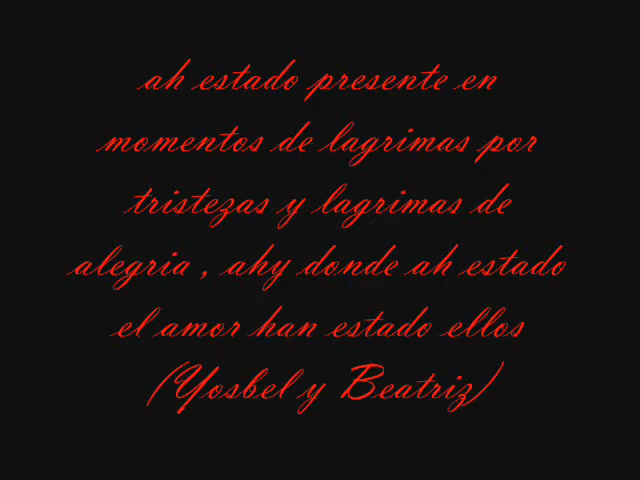 ah estado presente en
momentos de lagrimas por
tristezas y lagrimas de
alegria , ahy donde ah estado
el amor han estado ellos
(Yosbel y Beatriz)